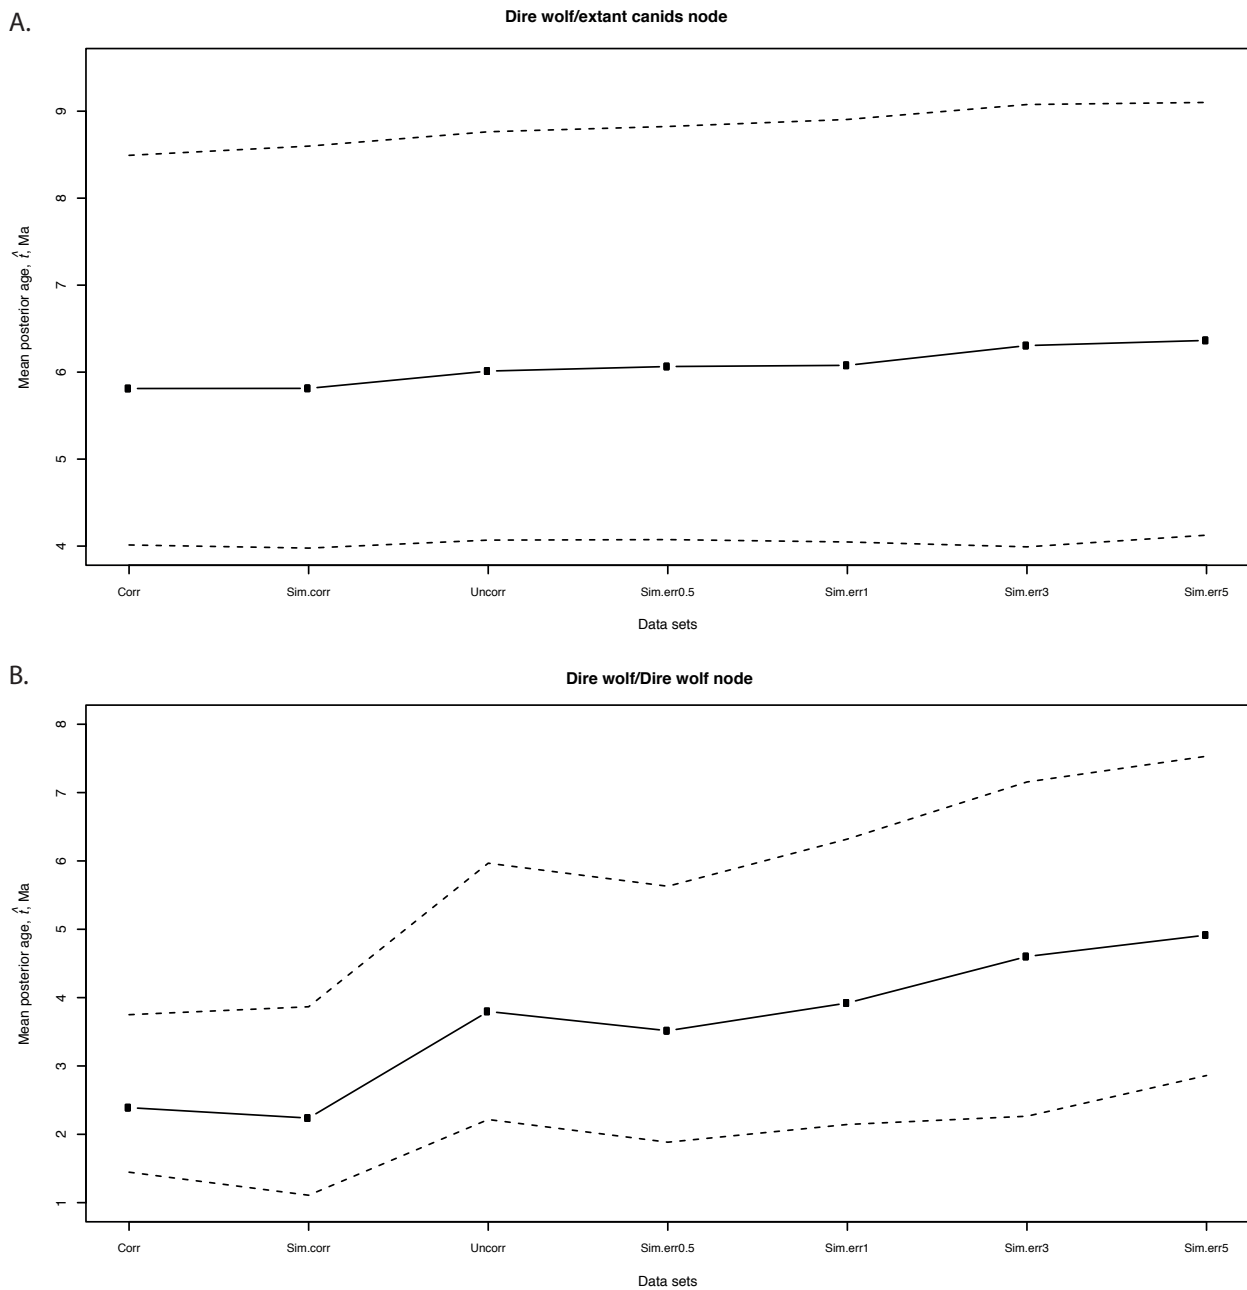 A.
Dire wolf/extant canids node
9
8
7
6
5
4
Mean posterior age, t̂, Ma
Corr Sim.corr Uncorr Sim.err0.5 Sim.err1 Sim.err3 Sim.err5
Data sets
B.
Dire wolf/Dire wolf node
8
7
6
5
4
3
2
1
Mean posterior age, t̂, Ma
Corr Sim.corr Uncorr Sim.err0.5 Sim.err1 Sim.err3 Sim.err5
Data sets